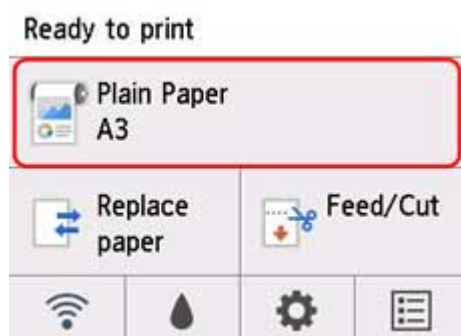 Ready to print
Plain Paper
A3
Replace
paper
Feed/Cut